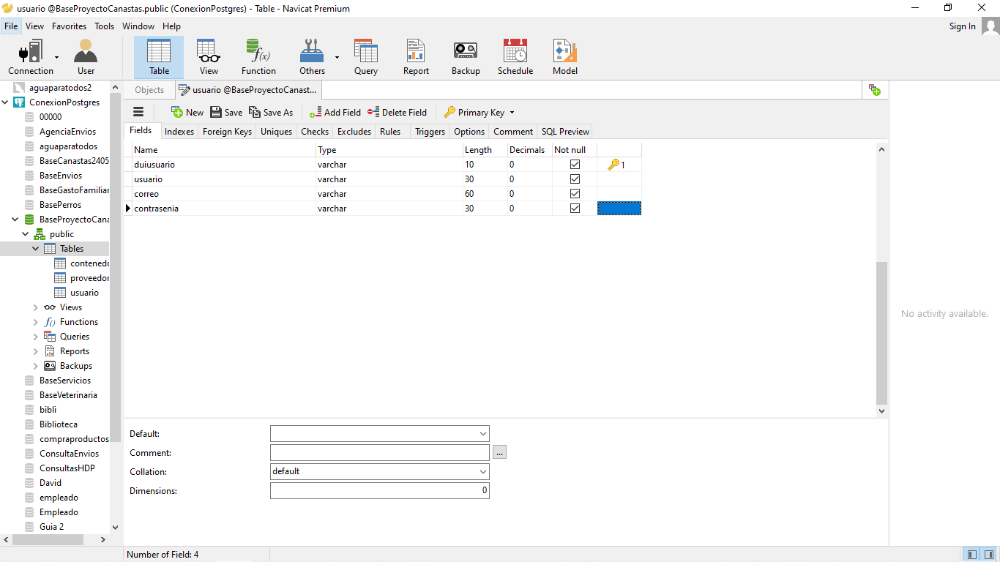 usuario @BaseProyectoCanastas.public (ConexionPostgres) - Table - Navicat Premium
File View Favorites Tools Window Help
Sign In
Connection User Table View Function Others Query Report Backup Schedule Model
aguaparatodos2
ConexionPostgres
00000
AgenciaEnvios
aguaparatodos
BaseCanastas2405
BaseEnvios
BaseGastoFamiliar
BasePerros
BaseProyectoCana
public
Tables
contenedo
proveedor
usuario
Views
Functions
Queries
Reports
Backups
BaseServicios
BaseVeterinaria
bibli
Biblioteca
compraproductos
ConsultaEnvios
ConsultasHDP
David
empleado
Empleado
Guia 2
Objects usuario @BaseProyectoCanast...
New Save Save As Add Field Delete Field Primary Key
Fields Indexes Foreign Keys Uniques Checks Excludes Rules Triggers Options Comment SQL Preview
Name Type Length Decimals Not null
duiusuario varchar 10 0 1
usuario varchar 30 0
correo varchar 60 0
contrasenia varchar 30 0
Default:
Comment: ...
Collation: default
Dimensions: 0
No activity available.
Number of Field: 4